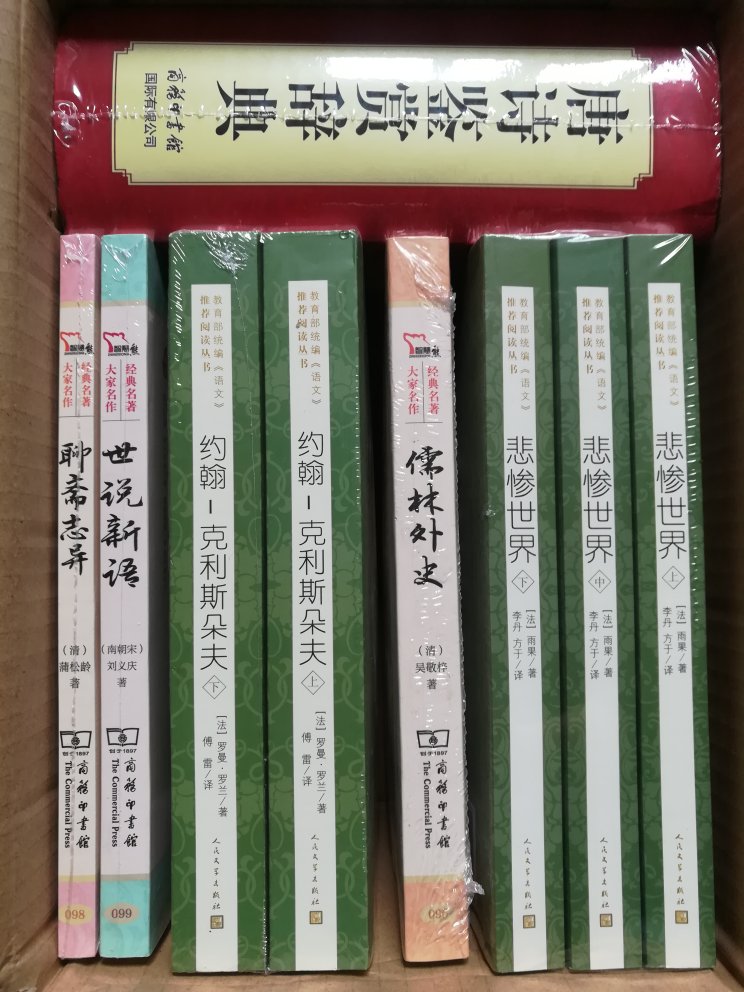 唐诗鉴赏辞典
商务印书馆
国际有限公司
智慧熊
经典名著
大家名作
聊斋志异
（清）
蒲松龄
著
创于1897
商务印书馆
The Commercial Press
098
智慧熊
经典名著
大家名作
世说新语
（南朝宋）
刘义庆
著
创于1897
商务印书馆
The Commercial Press
099
教育部统编《语文》
推荐阅读丛书
约翰-克利斯朵夫
下
［法］罗曼·罗兰/著
傅雷/译
人民文学出版社
教育部统编《语文》
推荐阅读丛书
约翰-克利斯朵夫
上
［法］罗曼·罗兰/著
傅雷/译
人民文学出版社
智慧熊
经典名著
大家名作
儒林外史
（清）
吴敬梓
著
创于1897
商务印书馆
The Commercial Press
教育部统编《语文》
推荐阅读丛书
悲惨世界
下
［法］雨果/著
李丹 方于/译
人民文学出版社
教育部统编《语文》
推荐阅读丛书
悲惨世界
中
［法］雨果/著
李丹 方于/译
人民文学出版社
教育部统编《语文》
推荐阅读丛书
悲惨世界
上
［法］雨果/著
李丹 方于/译
人民文学出版社